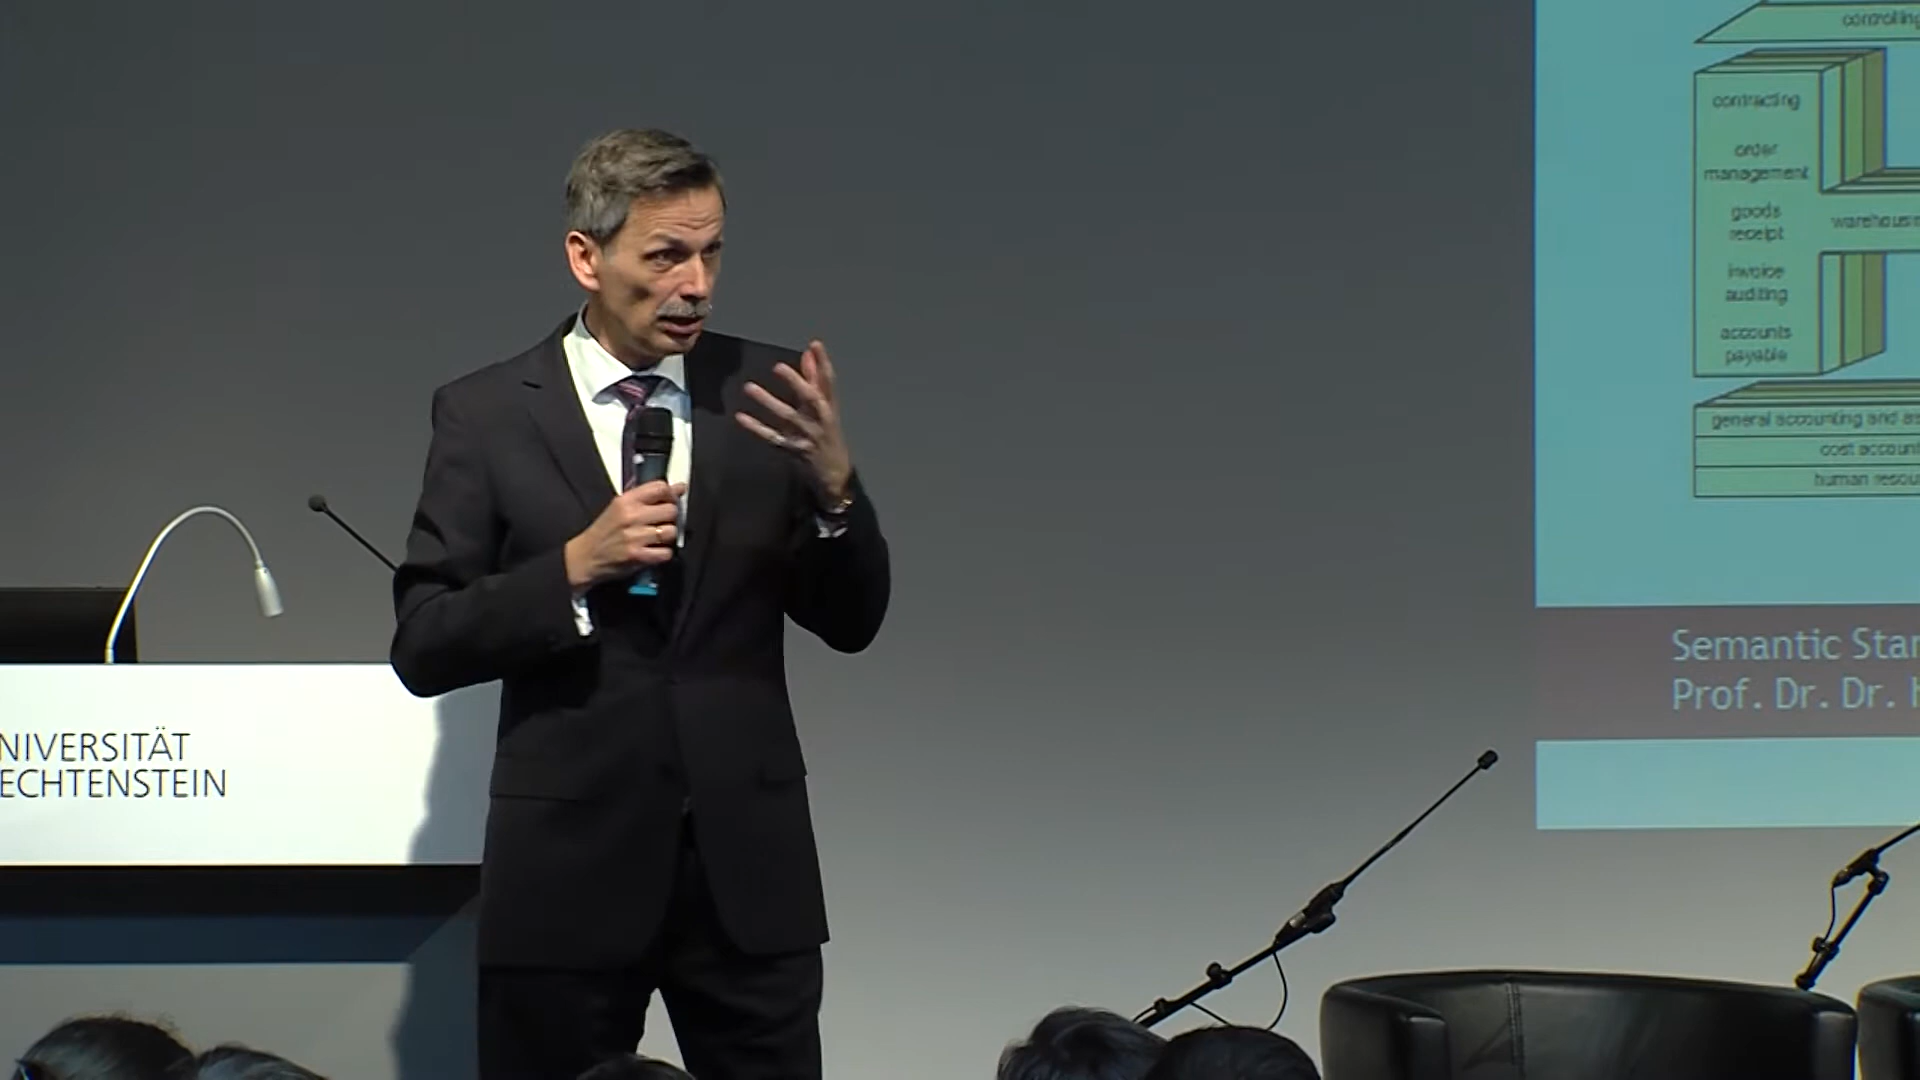 controlling
contracting
order
management
goods
receipt
warehouse
invoice
auditing
accounts
payable
general accounting and as
cost account
human resou
Semantic Stan
Prof. Dr. Dr. H
NIVERSITÄT
ECHTENSTEIN